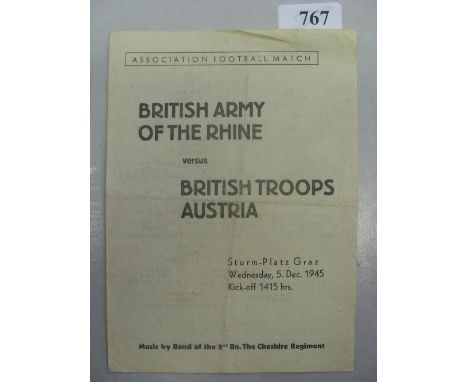 767
ASSOCIATION FOOTBALL MATCH
BRITISH ARMY
OF THE RHINE
versus
BRITISH TROOPS
AUSTRIA
Sturm-Platz Graz
Wednesday, 5. Dec. 1945
Kick-off 1415 hrs.
Music by Band of the 2nd Bn. The Cheshire Regiment